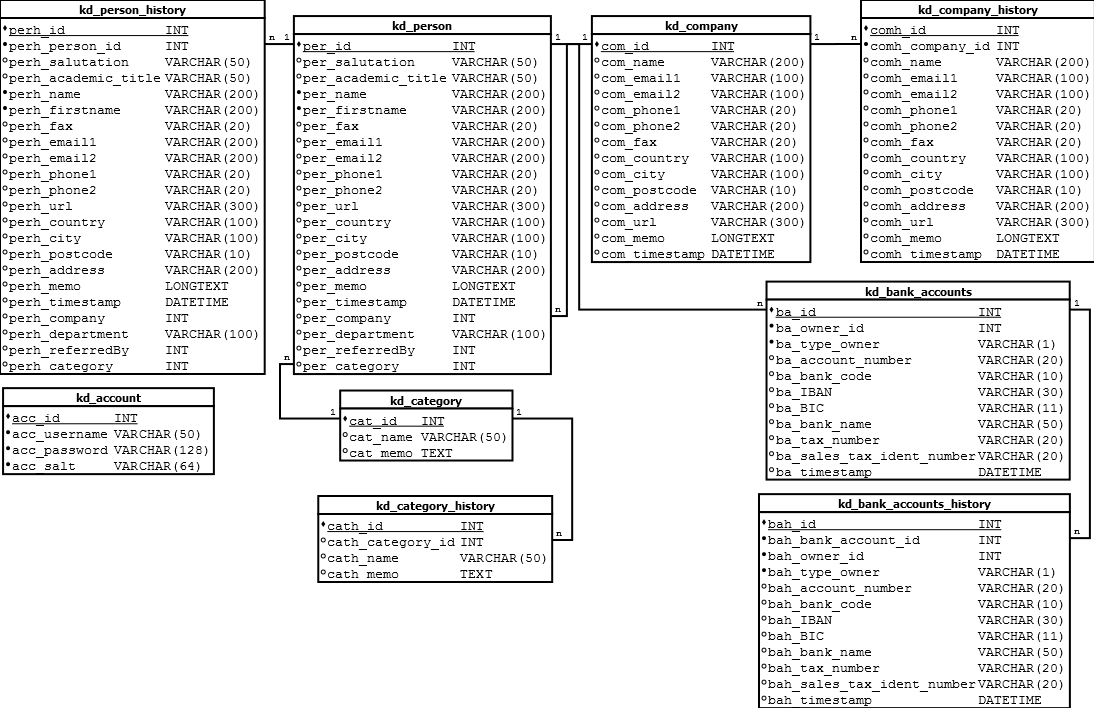 kd_person_history
perh_id INT
perh_person_id INT
perh_salutation VARCHAR(50)
perh_academic_title VARCHAR(50)
perh_name VARCHAR(200)
perh_firstname VARCHAR(200)
perh_fax VARCHAR(20)
perh_email1 VARCHAR(200)
perh_email2 VARCHAR(200)
perh_phone1 VARCHAR(20)
perh_phone2 VARCHAR(20)
perh_url VARCHAR(300)
perh_country VARCHAR(100)
perh_city VARCHAR(100)
perh_postcode VARCHAR(10)
perh_address VARCHAR(200)
perh_memo LONGTEXT
perh_timestamp DATETIME
perh_company INT
perh_department VARCHAR(100)
perh_referredBy INT
perh_category INT
n 1
kd_person
per_id INT
per_salutation VARCHAR(50)
per_academic_title VARCHAR(50)
per_name VARCHAR(200)
per_firstname VARCHAR(200)
per_fax VARCHAR(20)
per_email1 VARCHAR(200)
per_email2 VARCHAR(200)
per_phone1 VARCHAR(20)
per_phone2 VARCHAR(20)
per_url VARCHAR(300)
per_country VARCHAR(100)
per_city VARCHAR(100)
per_postcode VARCHAR(10)
per_address VARCHAR(200)
per_memo LONGTEXT
per_timestamp DATETIME
per_company INT
per_department VARCHAR(100)
per_referredBy INT
per_category INT
1 1
n
n
kd_company
com_id INT
com_name VARCHAR(200)
com_email1 VARCHAR(100)
com_email2 VARCHAR(100)
com_phone1 VARCHAR(20)
com_phone2 VARCHAR(20)
com_fax VARCHAR(20)
com_country VARCHAR(100)
com_city VARCHAR(100)
com_postcode VARCHAR(10)
com_address VARCHAR(200)
com_url VARCHAR(300)
com_memo LONGTEXT
com_timestamp DATETIME
1 n
kd_company_history
comh_id INT
comh_company_id INT
comh_name VARCHAR(200)
comh_email1 VARCHAR(100)
comh_email2 VARCHAR(100)
comh_phone1 VARCHAR(20)
comh_phone2 VARCHAR(20)
comh_fax VARCHAR(20)
comh_country VARCHAR(100)
comh_city VARCHAR(100)
comh_postcode VARCHAR(10)
comh_address VARCHAR(200)
comh_url VARCHAR(300)
comh_memo LONGTEXT
comh_timestamp DATETIME
kd_account
acc_id INT
acc_username VARCHAR(50)
acc_password VARCHAR(128)
acc_salt VARCHAR(64)
1 1
kd_category
cat_id INT
cat_name VARCHAR(50)
cat_memo TEXT
kd_category_history
cath_id INT
cath_category_id INT
cath_name VARCHAR(50)
cath_memo TEXT
n
n 1
kd_bank_accounts
ba_id INT
ba_owner_id INT
ba_type_owner VARCHAR(1)
ba_account_number VARCHAR(20)
ba_bank_code VARCHAR(10)
ba_IBAN VARCHAR(30)
ba_BIC VARCHAR(11)
ba_bank_name VARCHAR(50)
ba_tax_number VARCHAR(20)
ba_sales_tax_ident_number VARCHAR(20)
ba_timestamp DATETIME
kd_bank_accounts_history
bah_id INT
bah_bank_account_id INT
bah_owner_id INT
bah_type_owner VARCHAR(1)
bah_account_number VARCHAR(20)
bah_bank_code VARCHAR(10)
bah_IBAN VARCHAR(30)
bah_BIC VARCHAR(11)
bah_bank_name VARCHAR(50)
bah_tax_number VARCHAR(20)
bah_sales_tax_ident_number VARCHAR(20)
bah_timestamp DATETIME
n